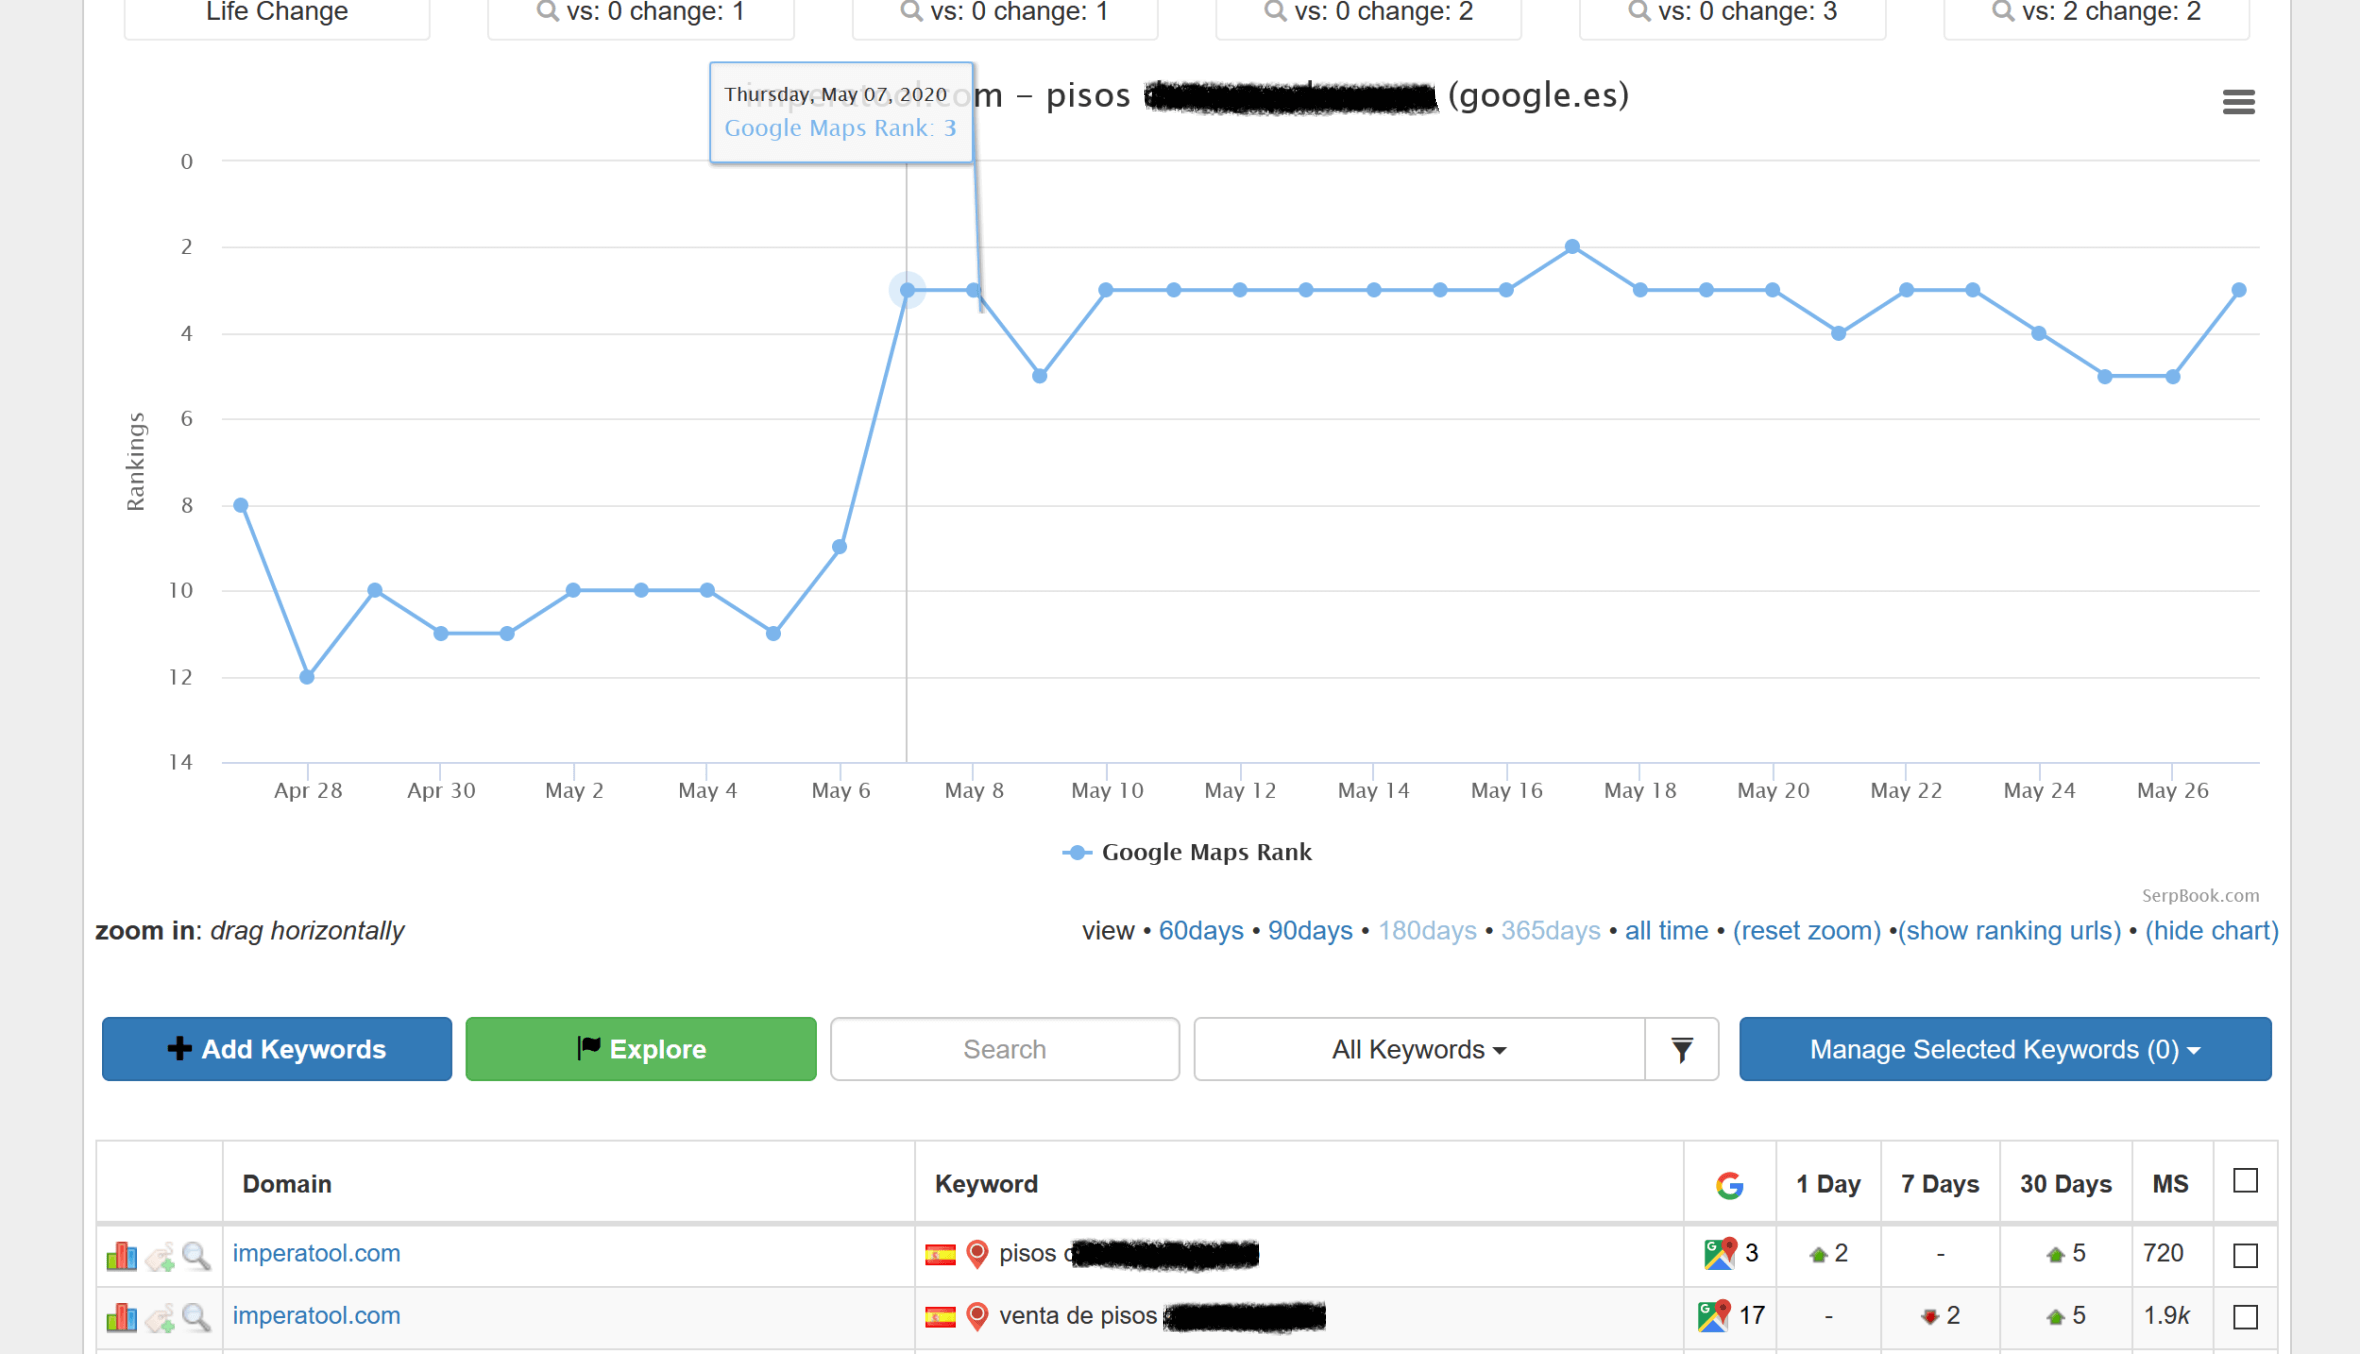 Life Change
vs: 0 change: 1
vs: 0 change: 1
vs: 0 change: 2
vs: 0 change: 3
vs: 2 change: 2
imperatool.com – pisos (google.es)
Thursday, May 07, 2020
Google Maps Rank: 3
0
2
4
6
8
10
12
14
Rankings
Apr 28
Apr 30
May 2
May 4
May 6
May 8
May 10
May 12
May 14
May 16
May 18
May 20
May 22
May 24
May 26
Google Maps Rank
SerpBook.com
zoom in: drag horizontally
view • 60days • 90days • 180days • 365days • all time • (reset zoom) •(show ranking urls) • (hide chart)
Add Keywords
Explore
Search
All Keywords
Manage Selected Keywords (0)
Domain Keyword G 1 Day 7 Days 30 Days MS
imperatool.com pisos 3 2 - 5 720
imperatool.com venta de pisos 17 - 2 5 1.9k